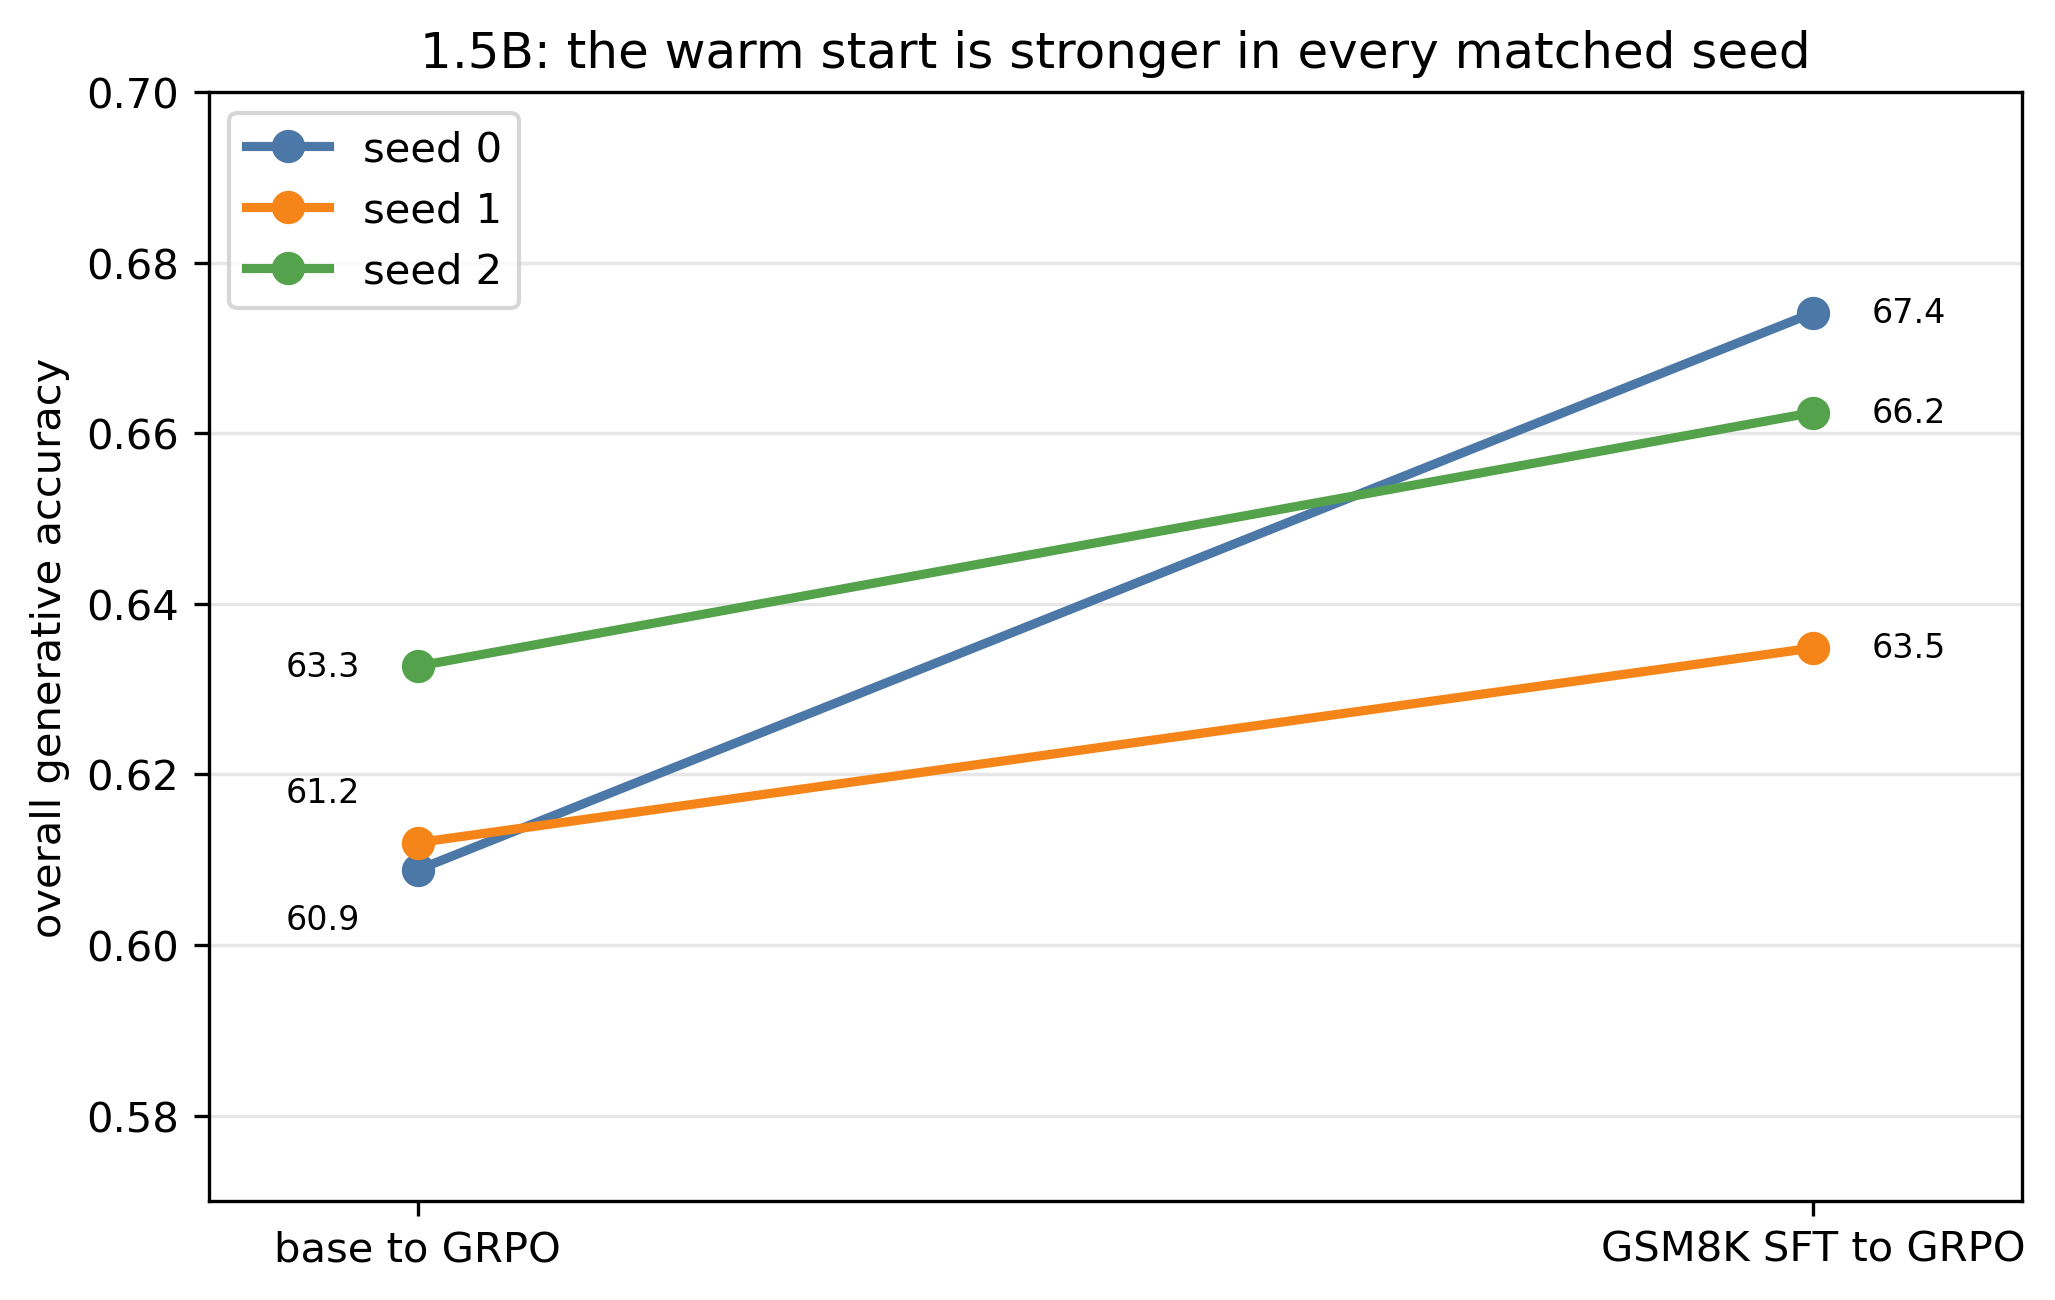 1.5B: the warm start is stronger in every matched seed
0.70
0.68
0.66
0.64
0.62
0.60
0.58
overall generative accuracy
seed 0
seed 1
seed 2
63.3
61.2
60.9
67.4
66.2
63.5
base to GRPO
GSM8K SFT to GRPO